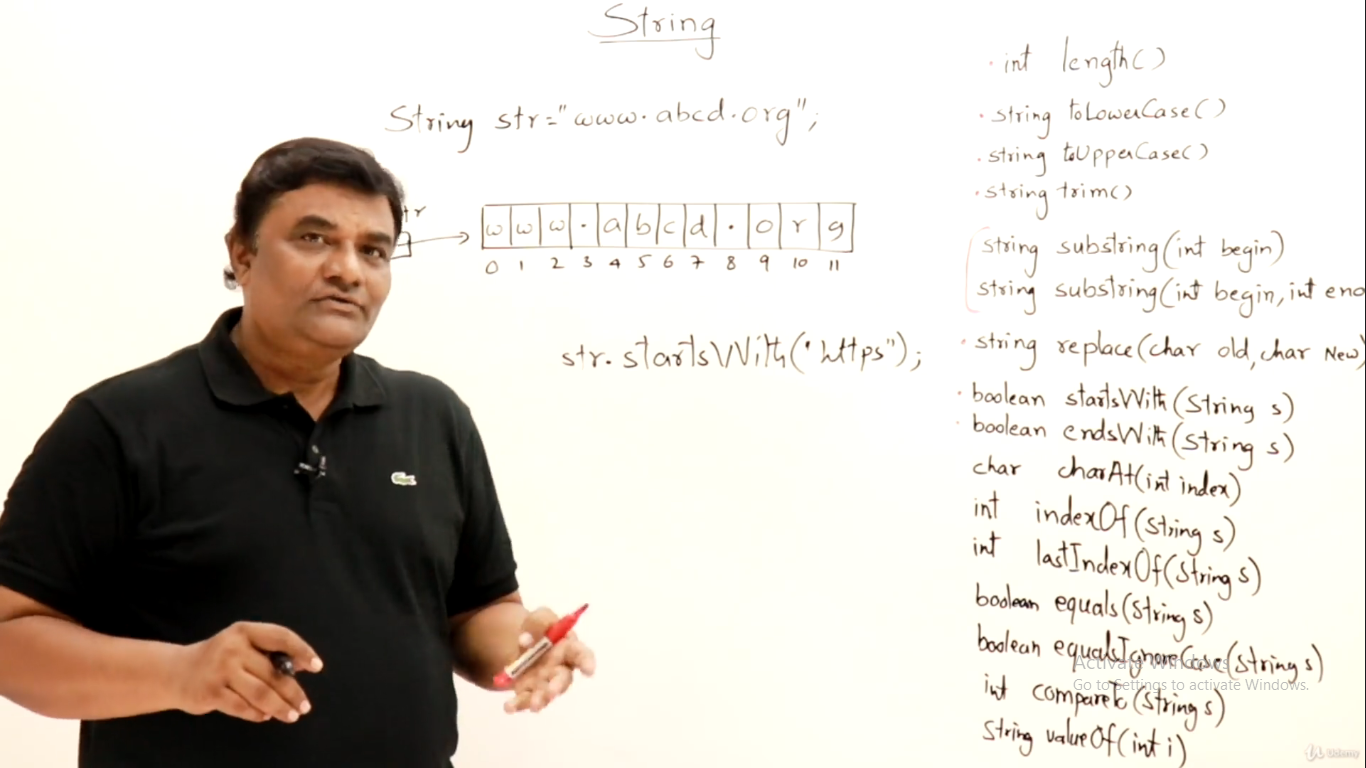 String
String str="www.abcd.org";
w w w . a b c d . o r g
0 1 2 3 4 5 6 7 8 9 10 11
str.startsWith("https");
int length()
string toLowerCase()
string toUpperCase()
string trim()
string substring(int begin)
string substring(int begin, int end
string replace(char old, char New)
boolean startsWith(String s)
boolean endsWith(String s)
char charAt(int index)
int indexOf(String s)
int lastIndexOf(String s)
boolean equals(String s)
boolean equalsIgnoreCase(String s)
int compareTo(String s)
String valueOf(int i)
Activate Windows
Go to Settings to activate Windows.
Udemy